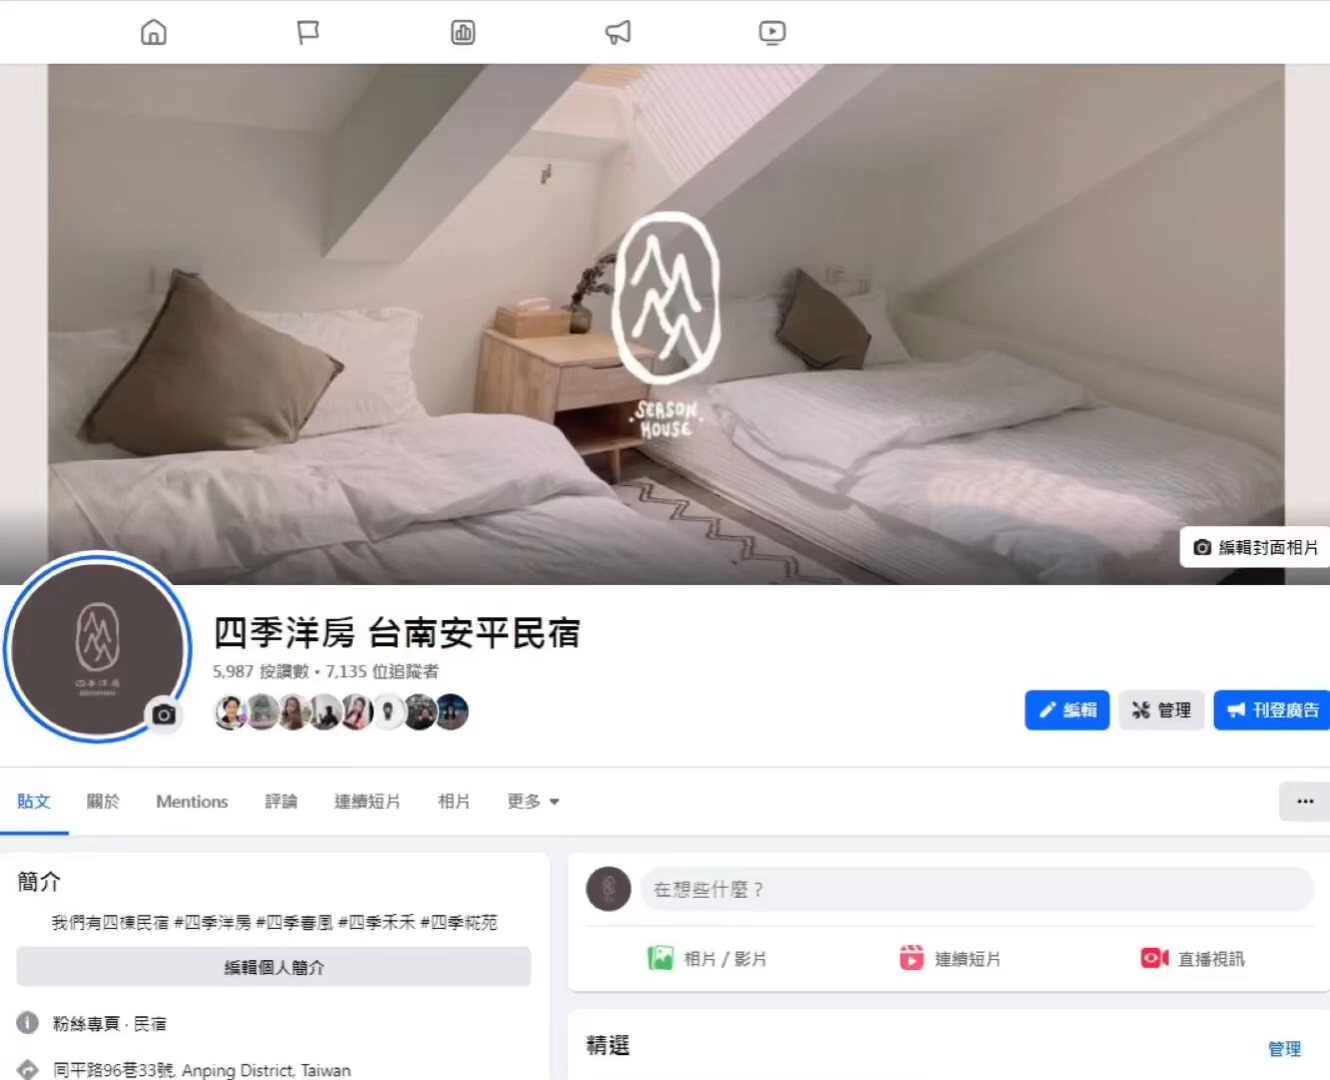 SEASON
HOUSE
編輯封面相片
四季洋房 台南安平民宿
5,987 按讚數 • 7,135 位追蹤者
編輯
管理
刊登廣告
貼文
關於
Mentions
評論
連續短片
相片
更多
簡介
我們有四棟民宿 #四季洋房 #四季春風 #四季禾禾 #四季糀苑
編輯個人簡介
粉絲專頁 · 民宿
同平路96巷33號, Anping District, Taiwan
在想些什麼？
相片 / 影片
連續短片
直播視訊
精選
管理